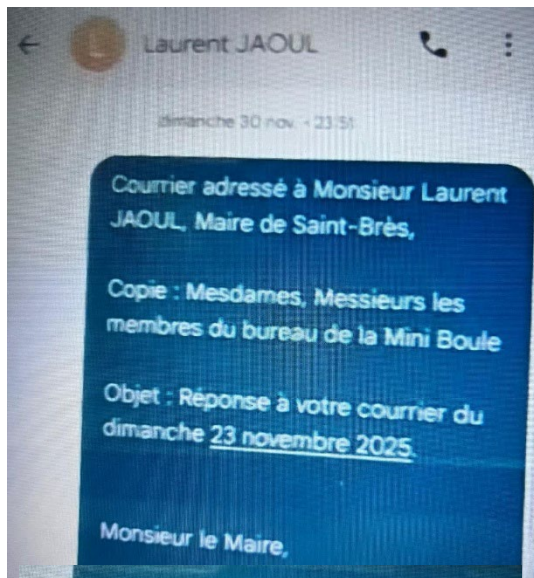 L
Laurent JAOUL
dimanche 30 nov. • 23:51
Courrier adressé à Monsieur Laurent
JAOUL, Maire de Saint-Brès,
Copie : Mesdames, Messieurs les
membres du bureau de la Mini Boule
Objet : Réponse à votre courrier du
dimanche 23 novembre 2025.
Monsieur le Maire,